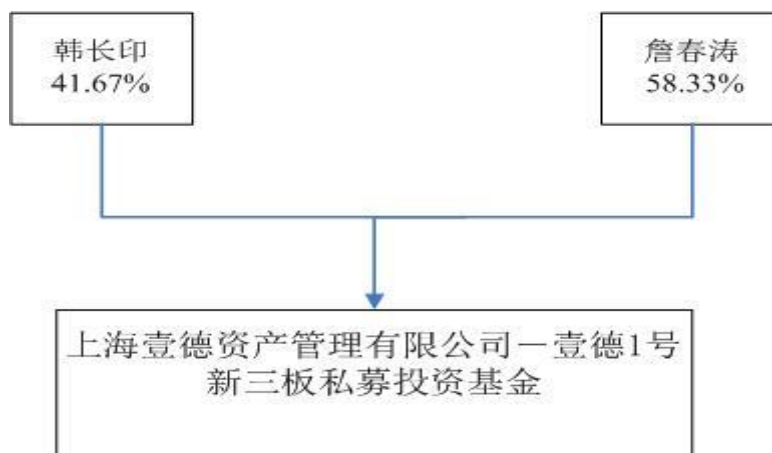 韩长印
41.67%
詹春涛
58.33%
上海壹德资产管理有限公司－壹德1号
新三板私募投资基金